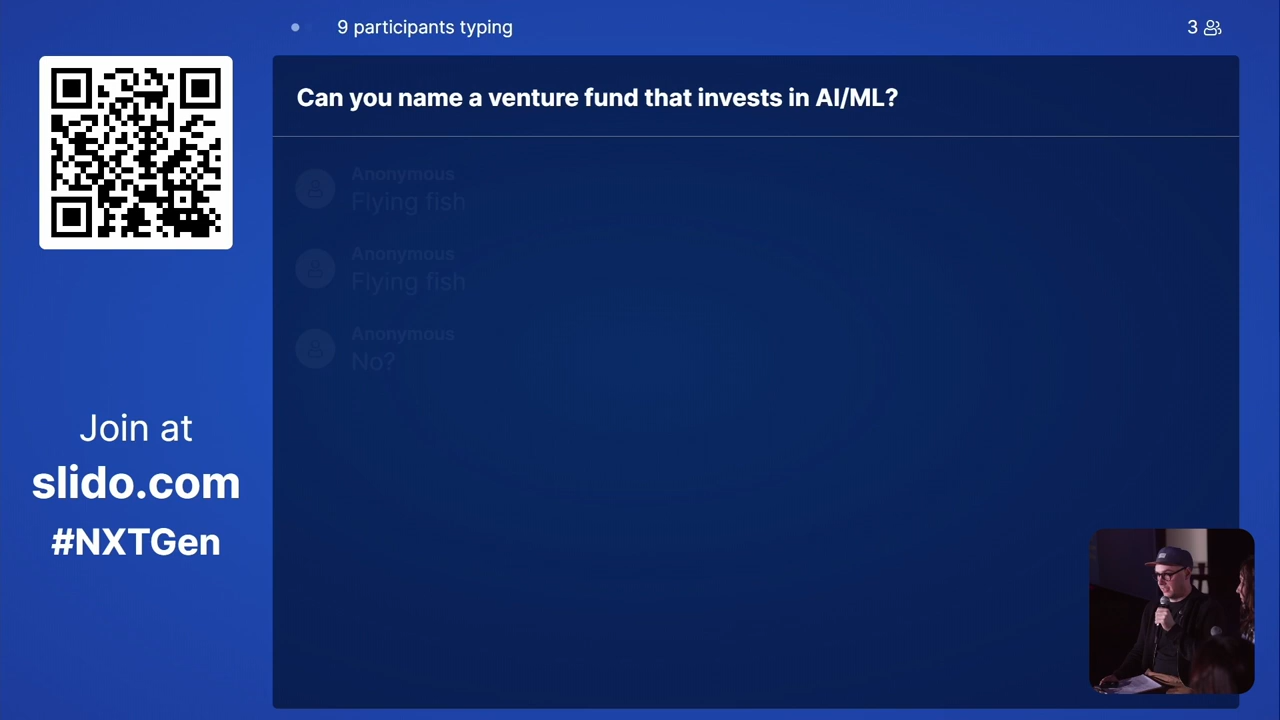 9 participants typing
3
Can you name a venture fund that invests in AI/ML?
Anonymous
Flying fish
Anonymous
Flying fish
Anonymous
No?
Join at
slido.com
#NXTGen